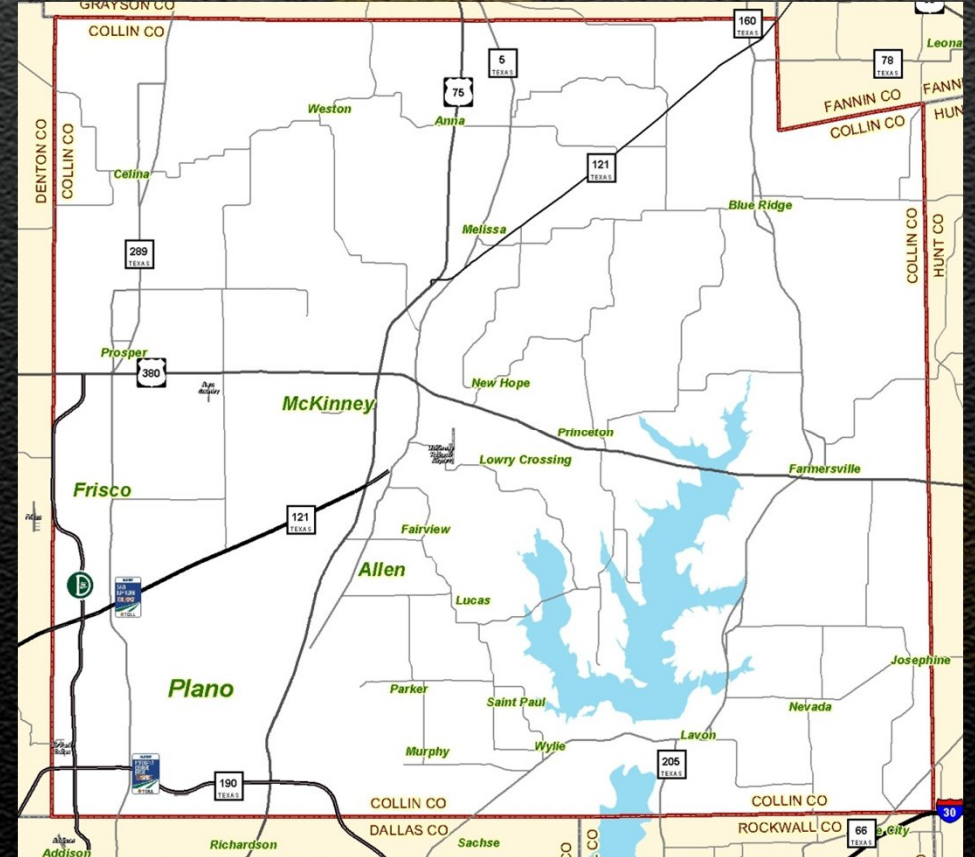 GRAYSON CO
COLLIN CO
160
TEXAS
5
TEXAS
78
TEXAS
Leona
75
FANNIN CO
FANN
COLLIN CO
HUN
Weston
Anna
DENTON CO
COLLIN CO
121
TEXAS
Celina
Blue Ridge
Melissa
COLLIN CO
HUNT CO
289
TEXAS
Prosper
380
New Hope
McKinney
Princeton
Lowry Crossing
Farmersville
Frisco
121
TEXAS
Fairview
Allen
Lucas
Josephine
Plano
Parker
Saint Paul
Nevada
Murphy
Wylie
Lavon
205
TEXAS
190
TEXAS
COLLIN CO
COLLIN CO
30
DALLAS CO
ROCKWALL CO
66
TEXAS
e City
Addison
Richardson
Sachse
CO
CO